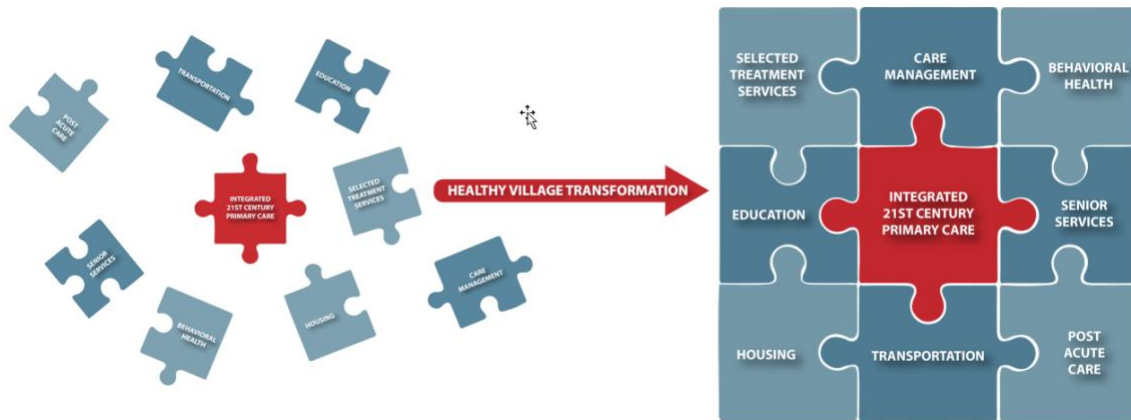 POST
ACUTE
CARE
TRANSPORTATION
EDUCATION
INTEGRATED
21ST CENTURY
PRIMARY CARE
SELECTED
TREATMENT
SERVICES
SENIOR
SERVICES
BEHAVIORAL
HEALTH
HOUSING
CARE
MANAGEMENT
HEALTHY VILLAGE TRANSFORMATION
SELECTED
TREATMENT
SERVICES
CARE
MANAGEMENT
BEHAVIORAL
HEALTH
EDUCATION
INTEGRATED
21ST CENTURY
PRIMARY CARE
SENIOR
SERVICES
HOUSING
TRANSPORTATION
POST
ACUTE
CARE